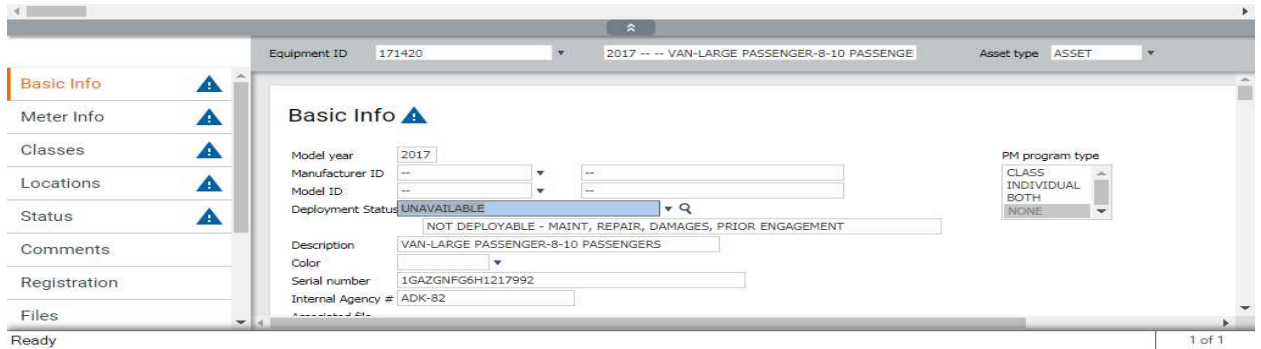 Equipment ID 171420 2017 -- -- VAN-LARGE PASSENGER-8-10 PASSENGE Asset type ASSET
Basic Info
Meter Info
Classes
Locations
Status
Comments
Registration
Files
Basic Info
Model year 2017
Manufacturer ID -- --
Model ID -- --
Deployment Status UNAVAILABLE
NOT DEPLOYABLE - MAINT, REPAIR, DAMAGES, PRIOR ENGAGEMENT
Description VAN-LARGE PASSENGER-8-10 PASSENGERS
Color
Serial number 1GAZGNFG6H1217992
Internal Agency # ADK-82
PM program type
CLASS
INDIVIDUAL
BOTH
NONE
Ready 1 of 1